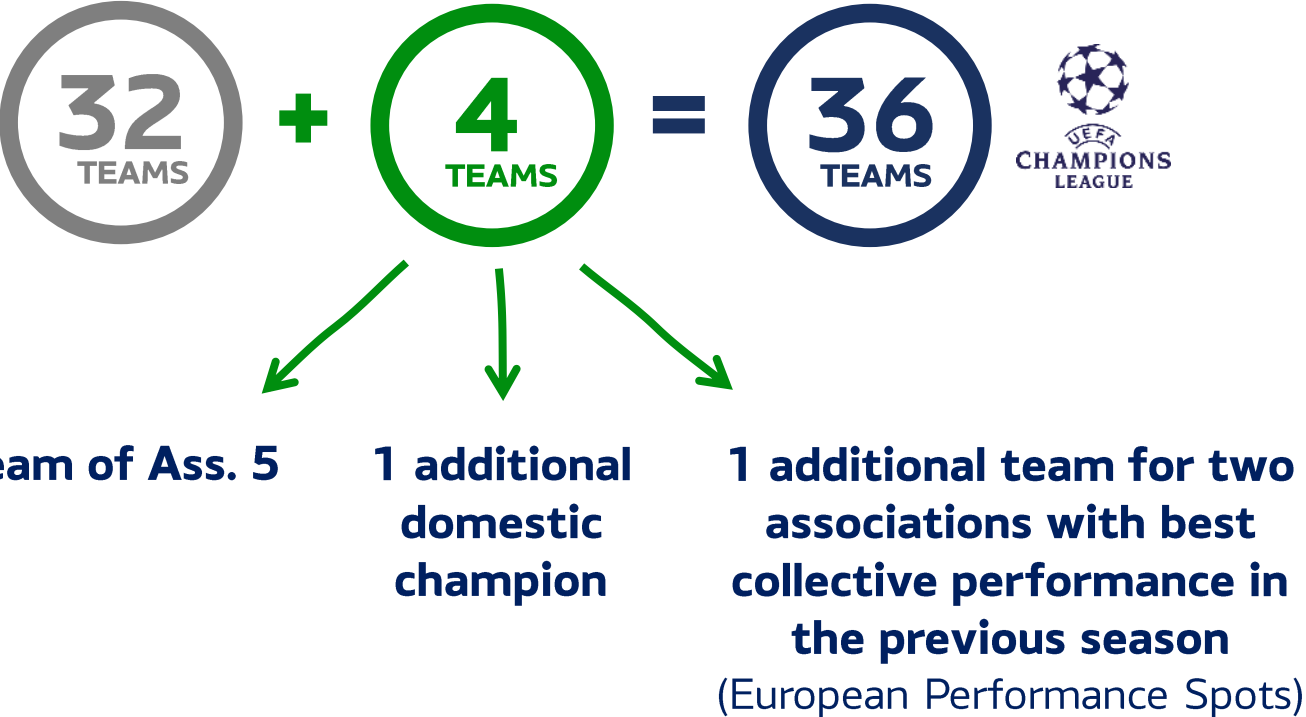 32
TEAMS
+
4
TEAMS
=
36
TEAMS
UEFA
CHAMPIONS
LEAGUE
eam of Ass. 5
1 additional
domestic
champion
1 additional team for two
associations with best
collective performance in
the previous season
(European Performance Spots)